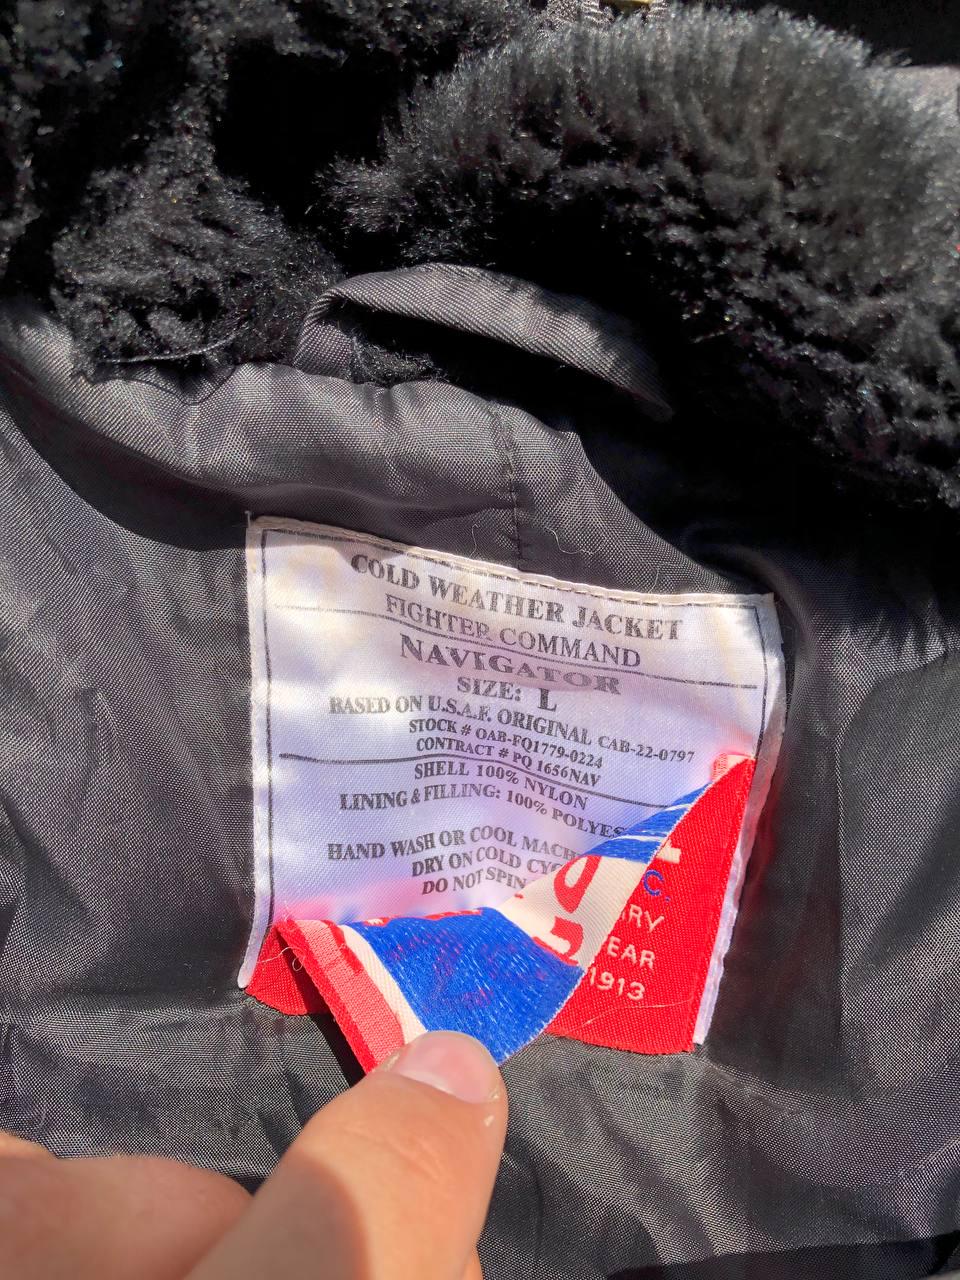 COLD WEATHER JACKET
FIGHTER COMMAND
NAVIGATOR
SIZE: L
BASED ON U.S.A.F. ORIGINAL CAB-22-0797
STOCK # OAB-FQ1779-0224
CONTRACT # PQ 1656NAV
SHELL 100% NYLON
LINING & FILLING: 100% POLYES
HAND WASH OR COOL MACH
DRY ON COLD CYC
DO NOT SPIN
C.
ARY
EAR
1913